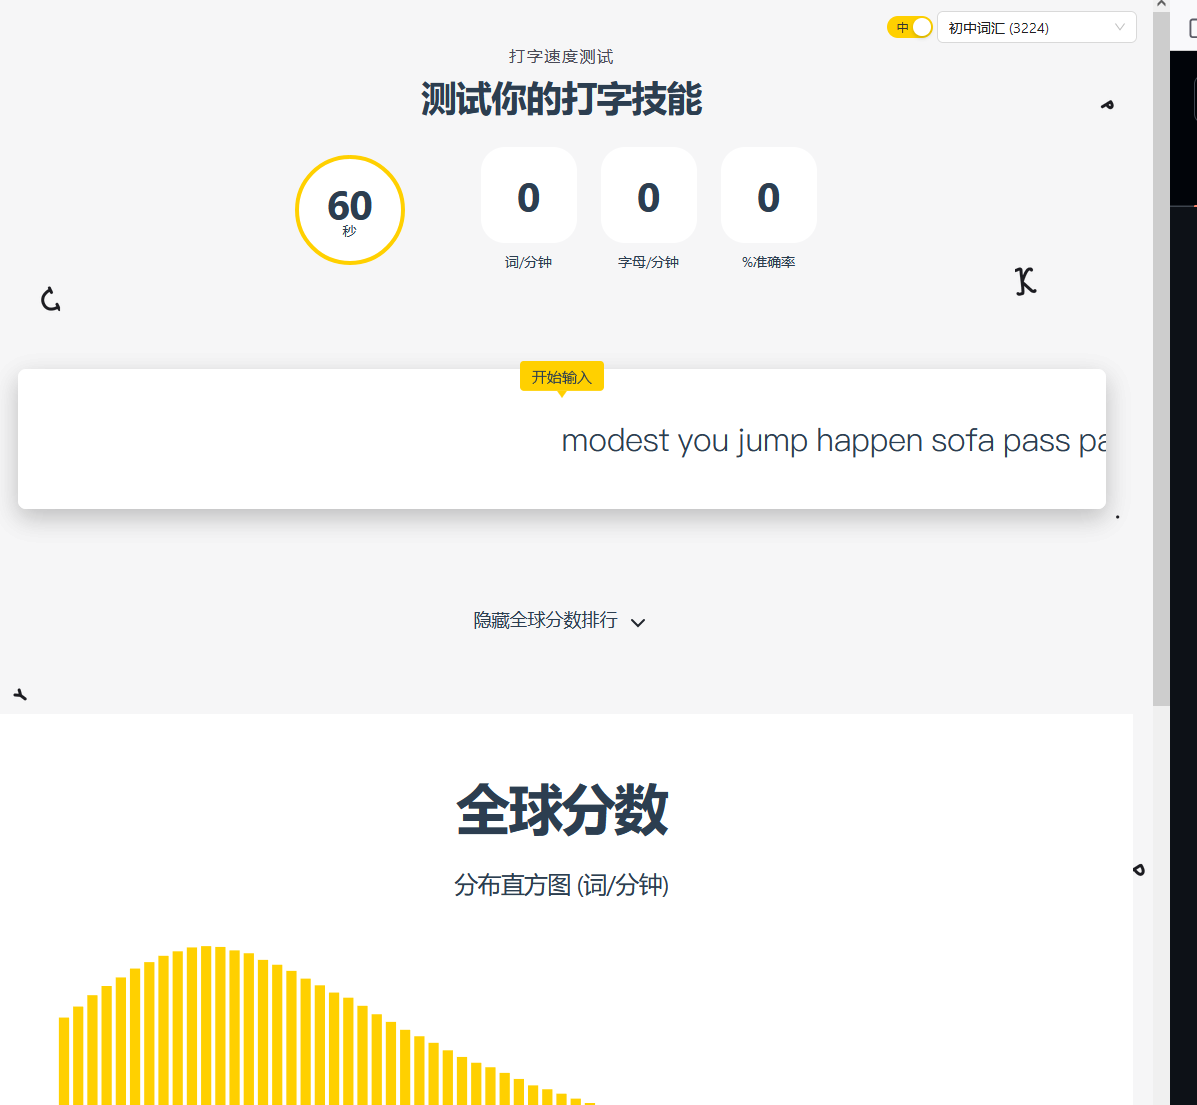 中
初中词汇 (3224)
打字速度测试
测试你的打字技能
60
秒
0
词/分钟
0
字母/分钟
0
%准确率
开始输入
modest you jump happen sofa pass pa
隐藏全球分数排行
全球分数
分布直方图 (词/分钟)